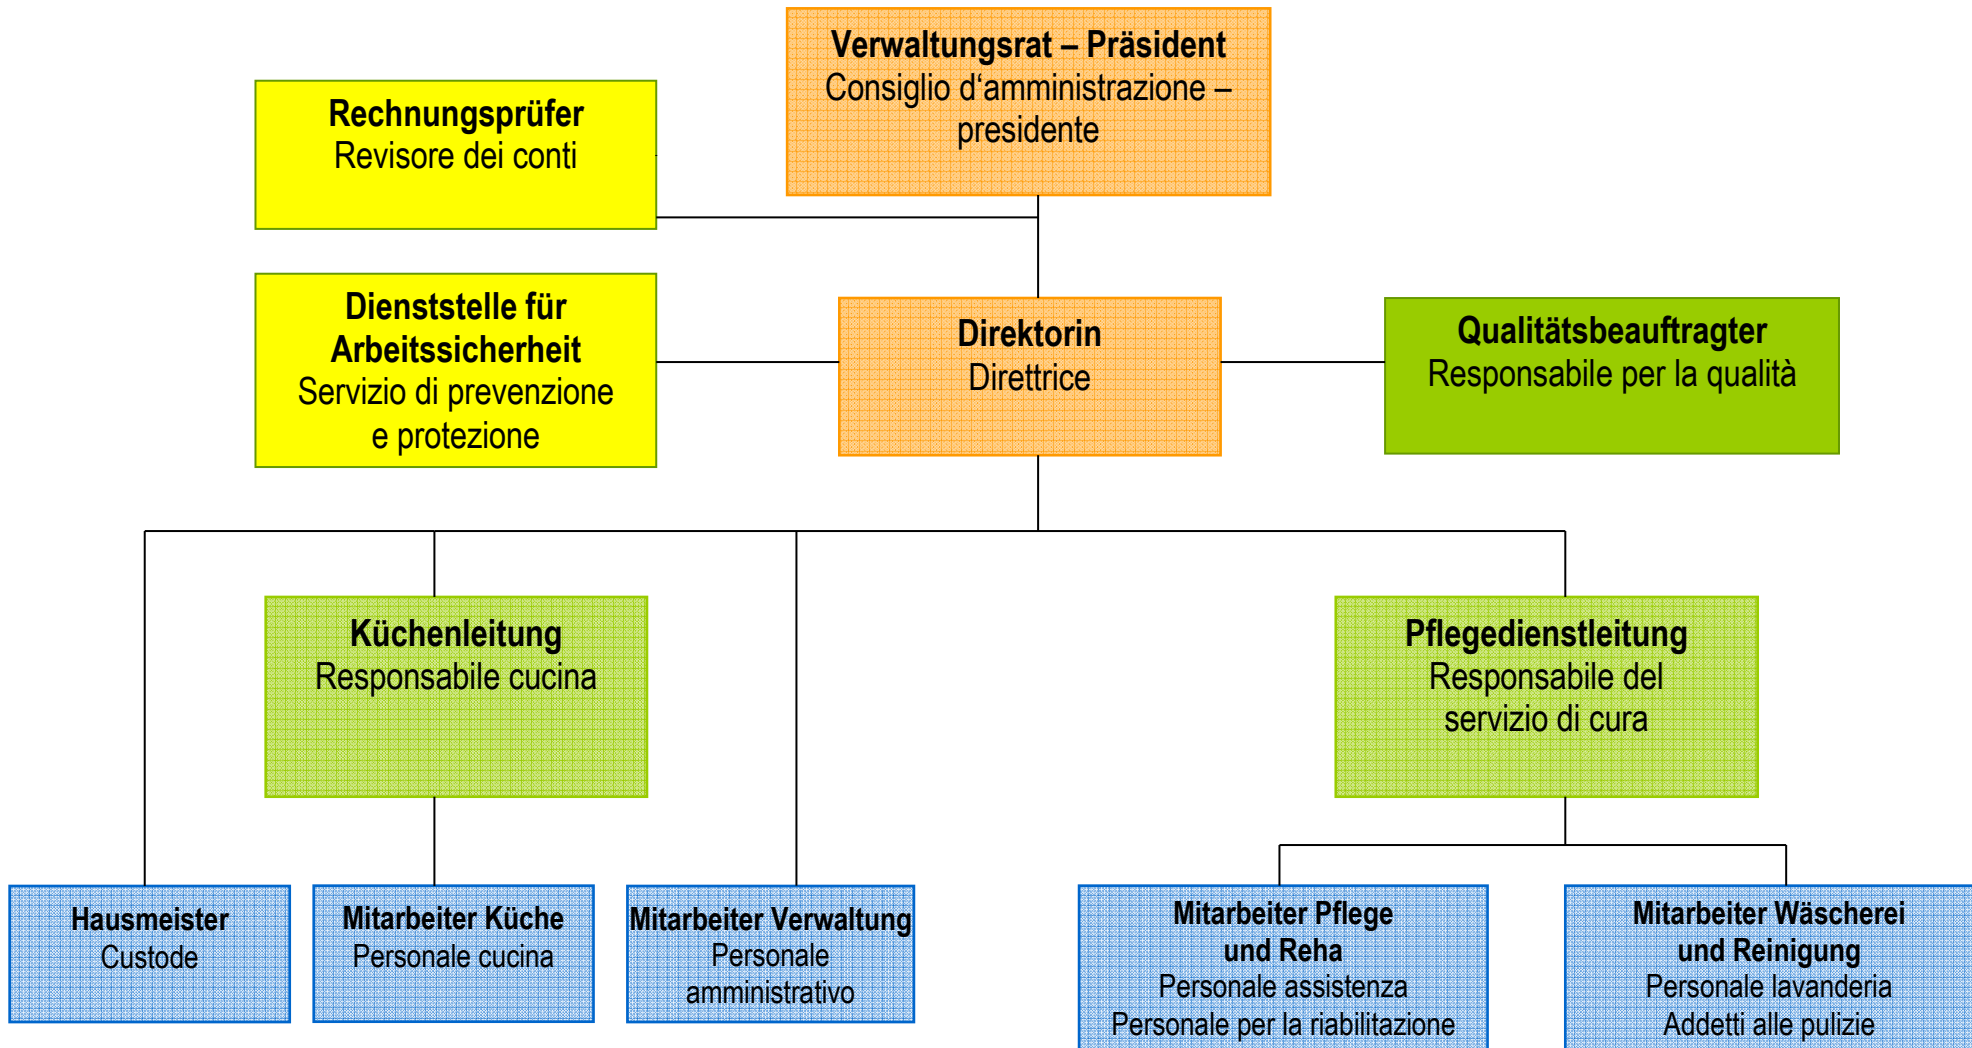 Verwaltungsrat – Präsident
Consiglio d‘amministrazione –
presidente
Rechnungsprüfer
Revisore dei conti
Dienststelle für
Arbeitssicherheit
Servizio di prevenzione
e protezione
Direktorin
Direttrice
Qualitätsbeauftragter
Responsabile per la qualità
Küchenleitung
Responsabile cucina
Pflegedienstleitung
Responsabile del
servizio di cura
Hausmeister
Custode
Mitarbeiter Küche
Personale cucina
Mitarbeiter Verwaltung
Personale
amministrativo
Mitarbeiter Pflege
und Reha
Personale assistenza
Personale per la riabilitazione
Mitarbeiter Wäscherei
und Reinigung
Personale lavanderia
Addetti alle pulizie